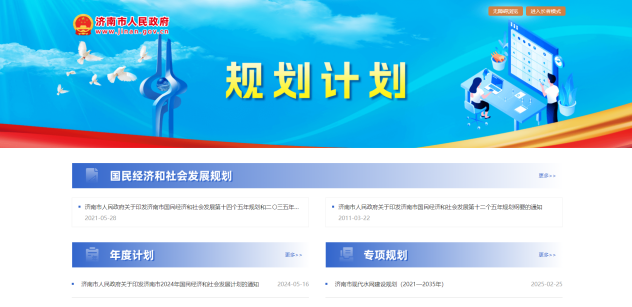 无障碍浏览 进入长者模式
济南市人民政府
www.jinan.gov.cn
规划计划
国民经济和社会发展规划 更多>>
济南市人民政府关于印发济南市国民经济和社会发展第十四个五年规划和二〇三五年...
2021-05-28
济南市人民政府关于印发济南市国民经济和社会发展第十二个五年规划纲要的通知
2011-03-22
年度计划 更多>>
济南市人民政府关于印发济南市2024年国民经济和社会发展计划的通知 2024-05-16
专项规划 更多>>
济南市现代水网建设规划（2021—2035年） 2025-02-25